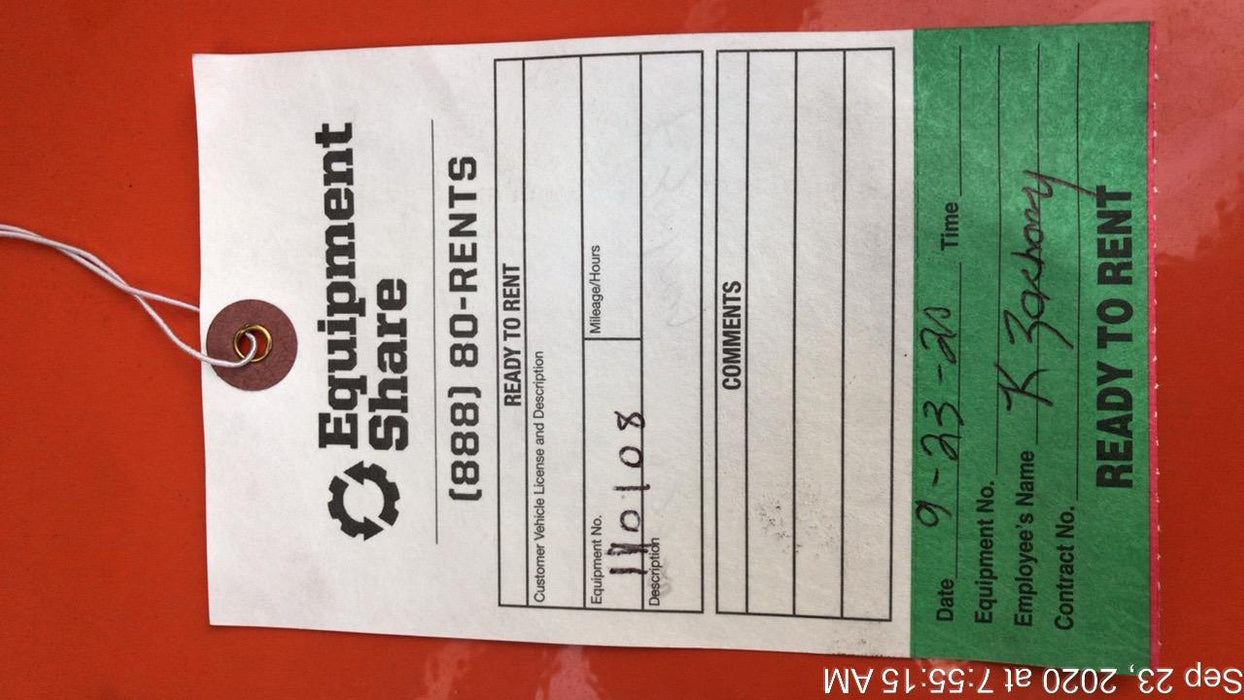 Equipment
Share
(888) 80-RENTS
READY TO RENT
Customer Vehicle License and Description
Equipment No. Mileage/Hours
Description
COMMENTS
Date 9-23-20 Time
Equipment No.
Employee's Name K Zachary
Contract No.
READY TO RENT
Sep 23, 2020 at 7:55:15 AM